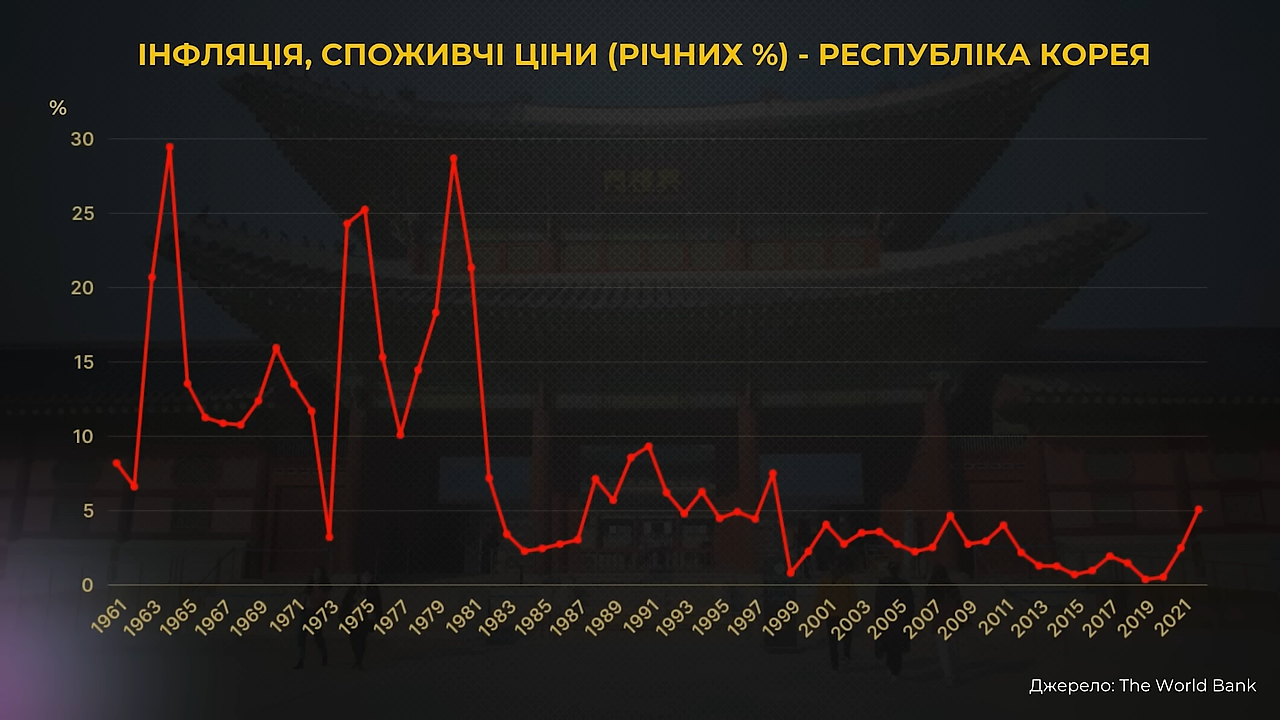 ІНФЛЯЦІЯ, СПОЖИВЧІ ЦІНИ (РІЧНИХ %) - РЕСПУБЛІКА КОРЕЯ
%
30
25
20
15
10
5
0
1961 1963 1965 1967 1969 1971 1973 1975 1977 1979 1981 1983 1985 1987 1989 1991 1993 1995 1997 1999 2001 2003 2005 2007 2009 2011 2013 2015 2017 2019 2021
Джерело: The World Bank